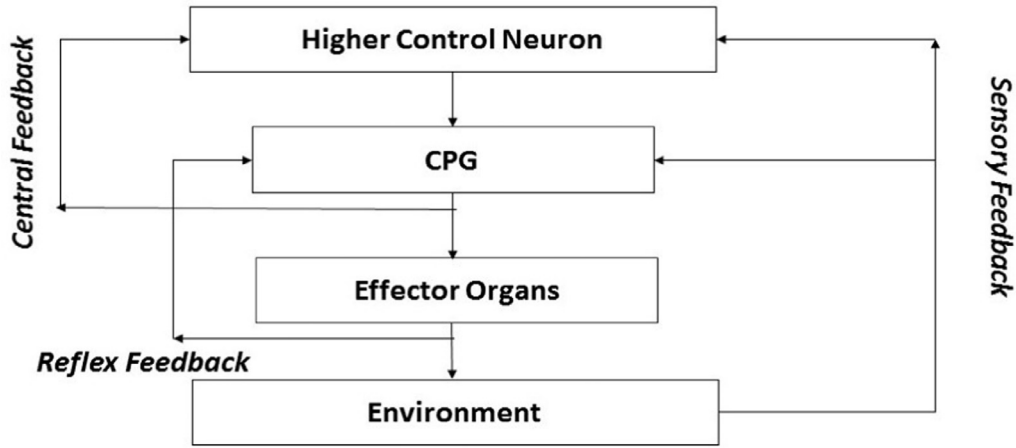 Higher Control Neuron
Central Feedback
CPG
Sensory Feedback
Effector Organs
Reflex Feedback
Environment